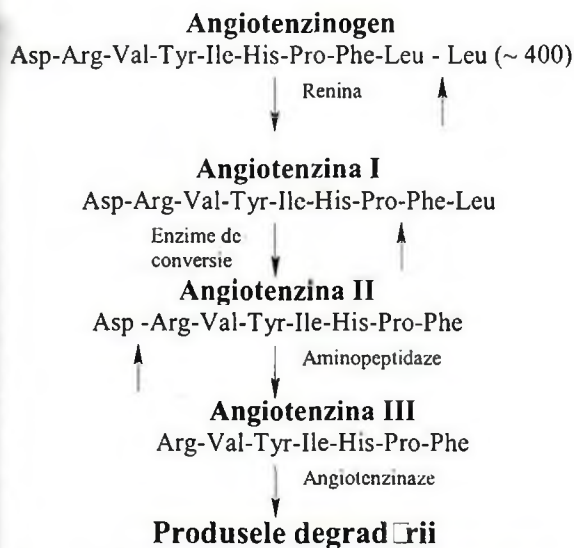 Angiotenzinogen
Asp-Arg-Val-Tyr-Ile-His-Pro-Phe-Leu - Leu (~ 400)
Renina
Angiotenzina I
Asp-Arg-Val-Tyr-Ile-His-Pro-Phe-Leu
Enzime de
conversie
Angiotenzina II
Asp -Arg-Val-Tyr-Ile-His-Pro-Phe
Aminopeptidaze
Angiotenzina III
Arg-Val-Tyr-Ile-His-Pro-Phe
Angiotenzinaze
Produsele degrad□rii